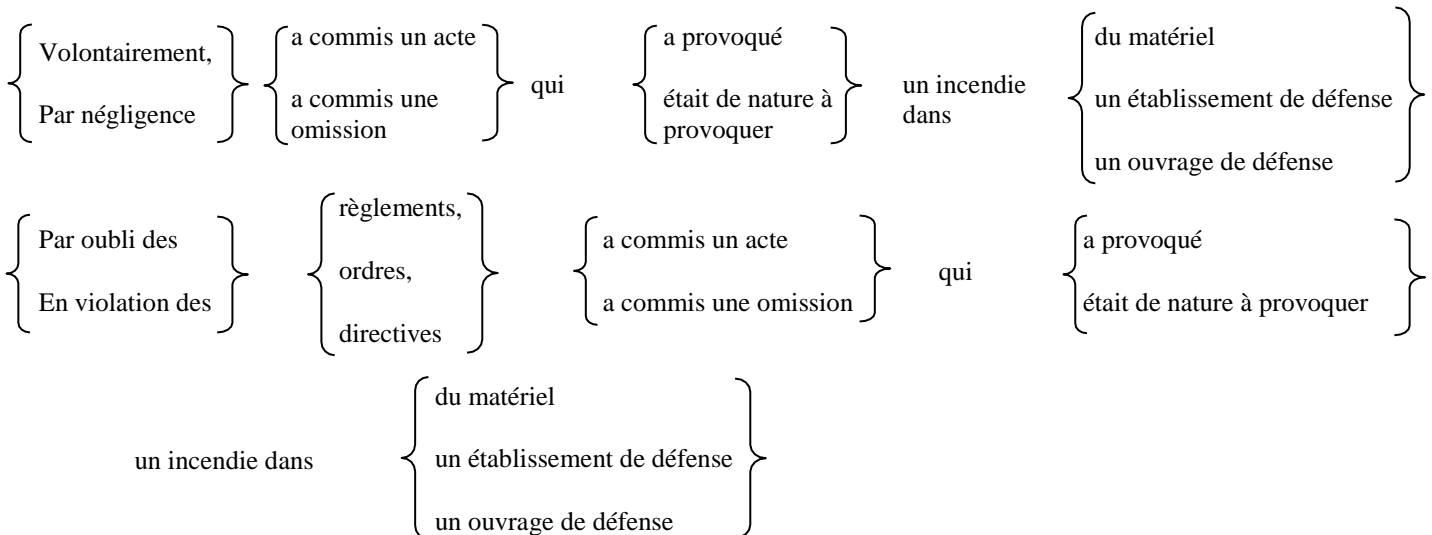 Volontairement,
Par négligence
a commis un acte
a commis une
omission
qui
a provoqué
était de nature à
provoquer
un incendie
dans
du matériel
un établissement de défense
un ouvrage de défense
Par oubli des
En violation des
règlements,
ordres,
directives
a commis un acte
a commis une omission
qui
a provoqué
était de nature à provoquer
un incendie dans
du matériel
un établissement de défense
un ouvrage de défense